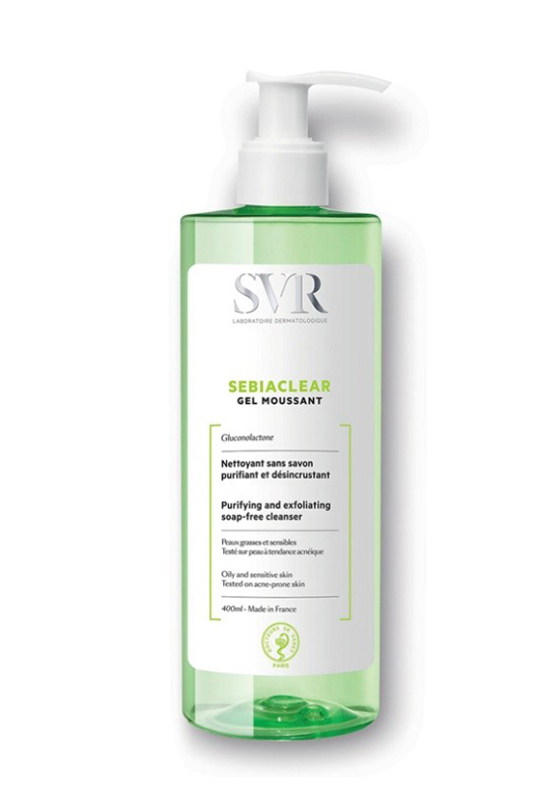 SVR
LABORATOIRE DERMATOLOGIQUE
SEBIACLEAR
GEL MOUSSANT
Gluconolactone
Nettoyant sans savon
purifiant et désincrustant
Purifying and exfoliating
soap-free cleanser
Peaux grasses et sensibles
Testé sur peau à tendance acnéique
Oily and sensitive skin
Tested on acne-prone skin
400ml - Made in France
PARIS